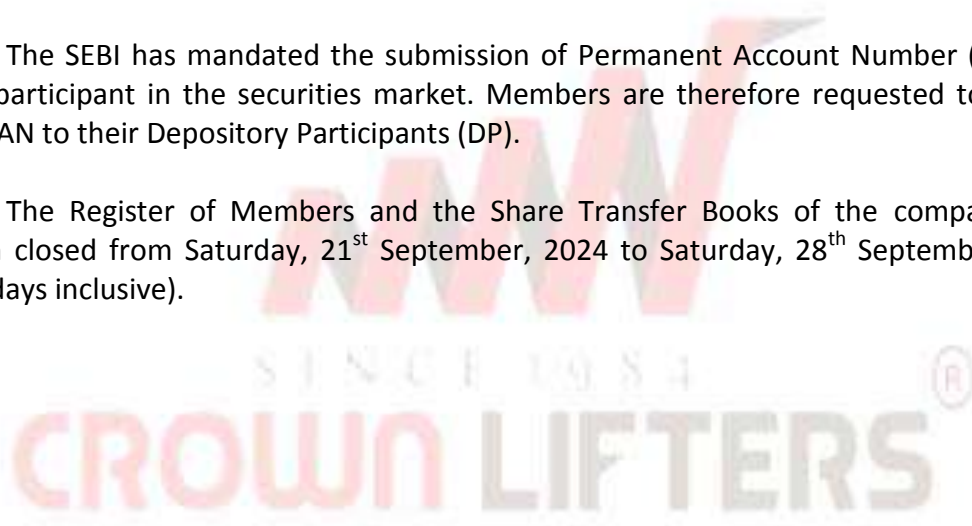 The SEBI has mandated the submission of Permanent Account Number (
participant in the securities market. Members are therefore requested to
AN to their Depository Participants (DP).
The Register of Members and the Share Transfer Books of the compa
closed from Saturday, 21st September, 2024 to Saturday, 28th Septemb
days inclusive).
SINCE 1984
R
CROWN LIFTERS